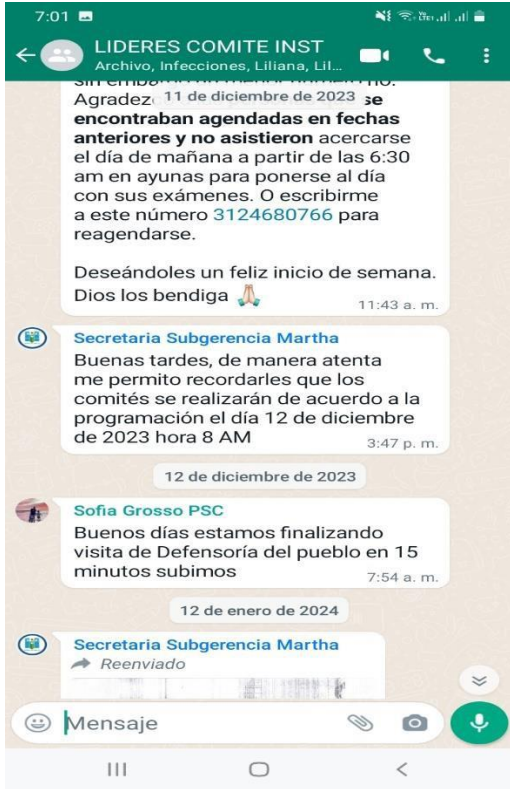 7:01
LIDERES COMITE INST
Archivo, Infecciones, Liliana, Lil...
11 de diciembre de 2023
Agradez se
encontraban agendadas en fechas
anteriores y no asistieron acercarse
el día de mañana a partir de las 6:30
am en ayunas para ponerse al día
con sus exámenes. O escribirme
a este número 3124680766 para
reagendarse.
Deseándoles un feliz inicio de semana.
Dios los bendiga 🙏🏻
11:43 a. m.
Secretaria Subgerencia Martha
Buenas tardes, de manera atenta
me permito recordarles que los
comités se realizarán de acuerdo a la
programación el día 12 de diciembre
de 2023 hora 8 AM
3:47 p. m.
12 de diciembre de 2023
Sofia Grosso PSC
Buenos días estamos finalizando
visita de Defensoría del pueblo en 15
minutos subimos
7:54 a. m.
12 de enero de 2024
Secretaria Subgerencia Martha
Reenviado
Mensaje